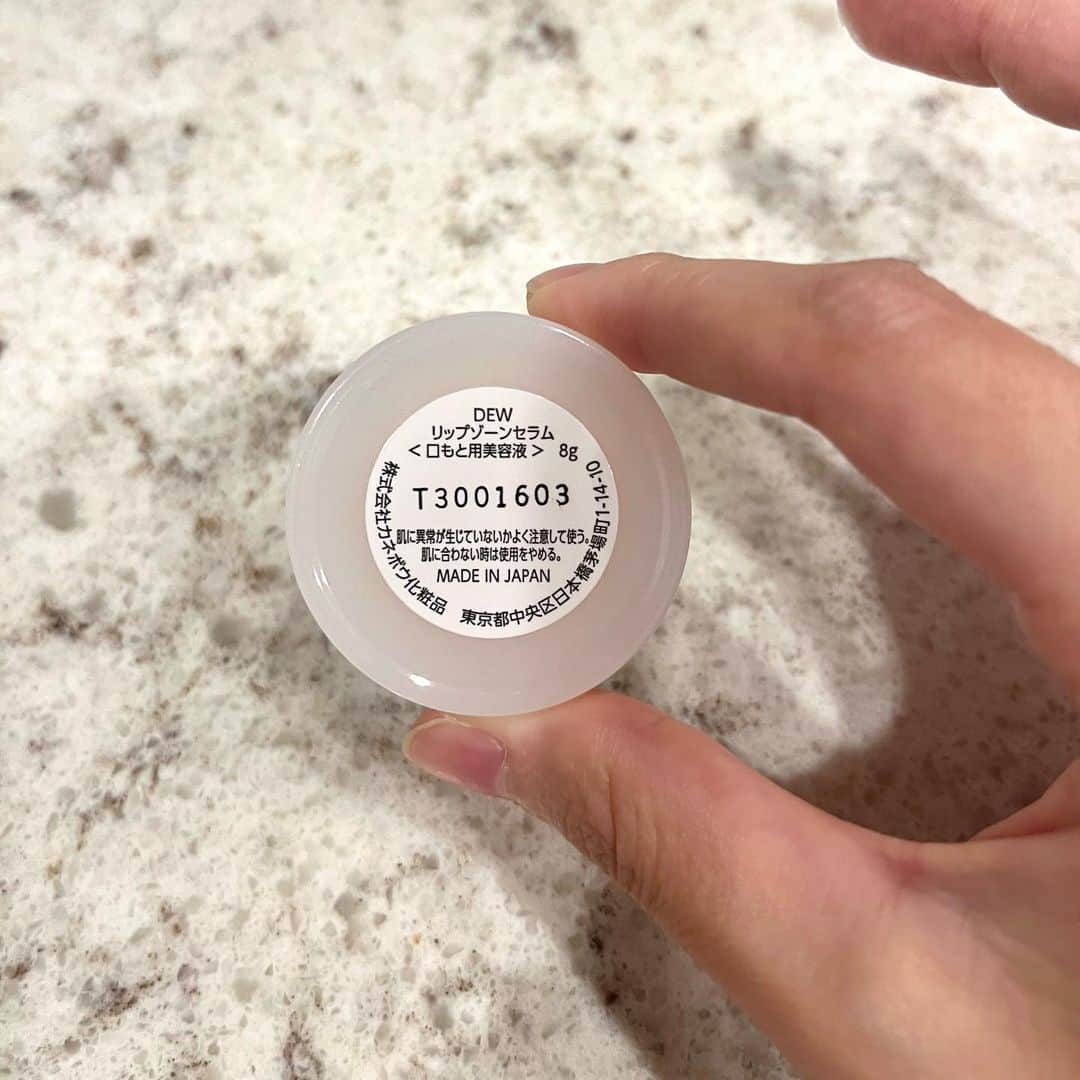 DEW
リップゾーンセラム
< 口もと用美容液 > 8g
T3001603
肌に異常が生じていないかよく注意して使う。
肌に合わない時は使用をやめる。
MADE IN JAPAN
株式会社カネボウ化粧品 東京都中央区日本橋茅場町1-14-10